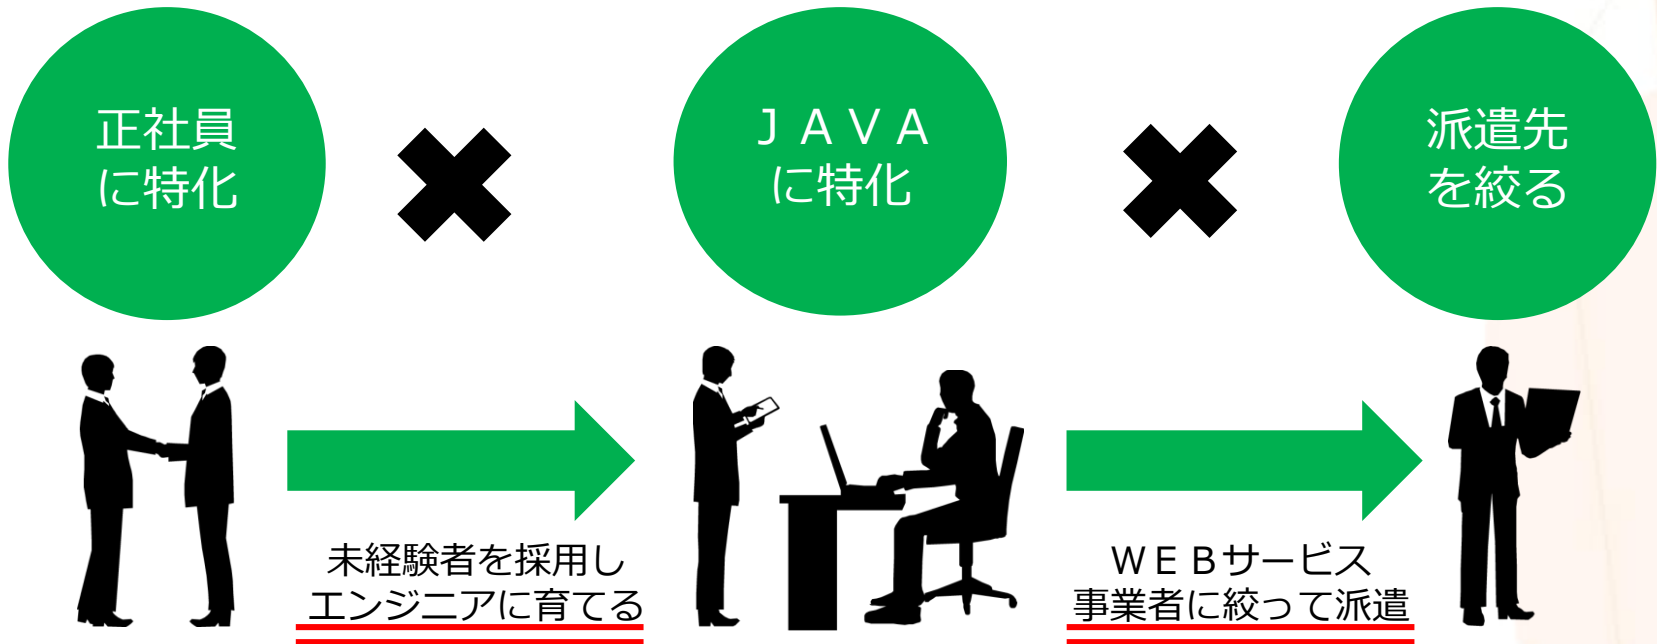 正社員
に特化
ＪＡＶＡ
に特化
派遣先
を絞る
未経験者を採用し
エンジニアに育てる
ＷＥＢサービス
事業者に絞って派遣